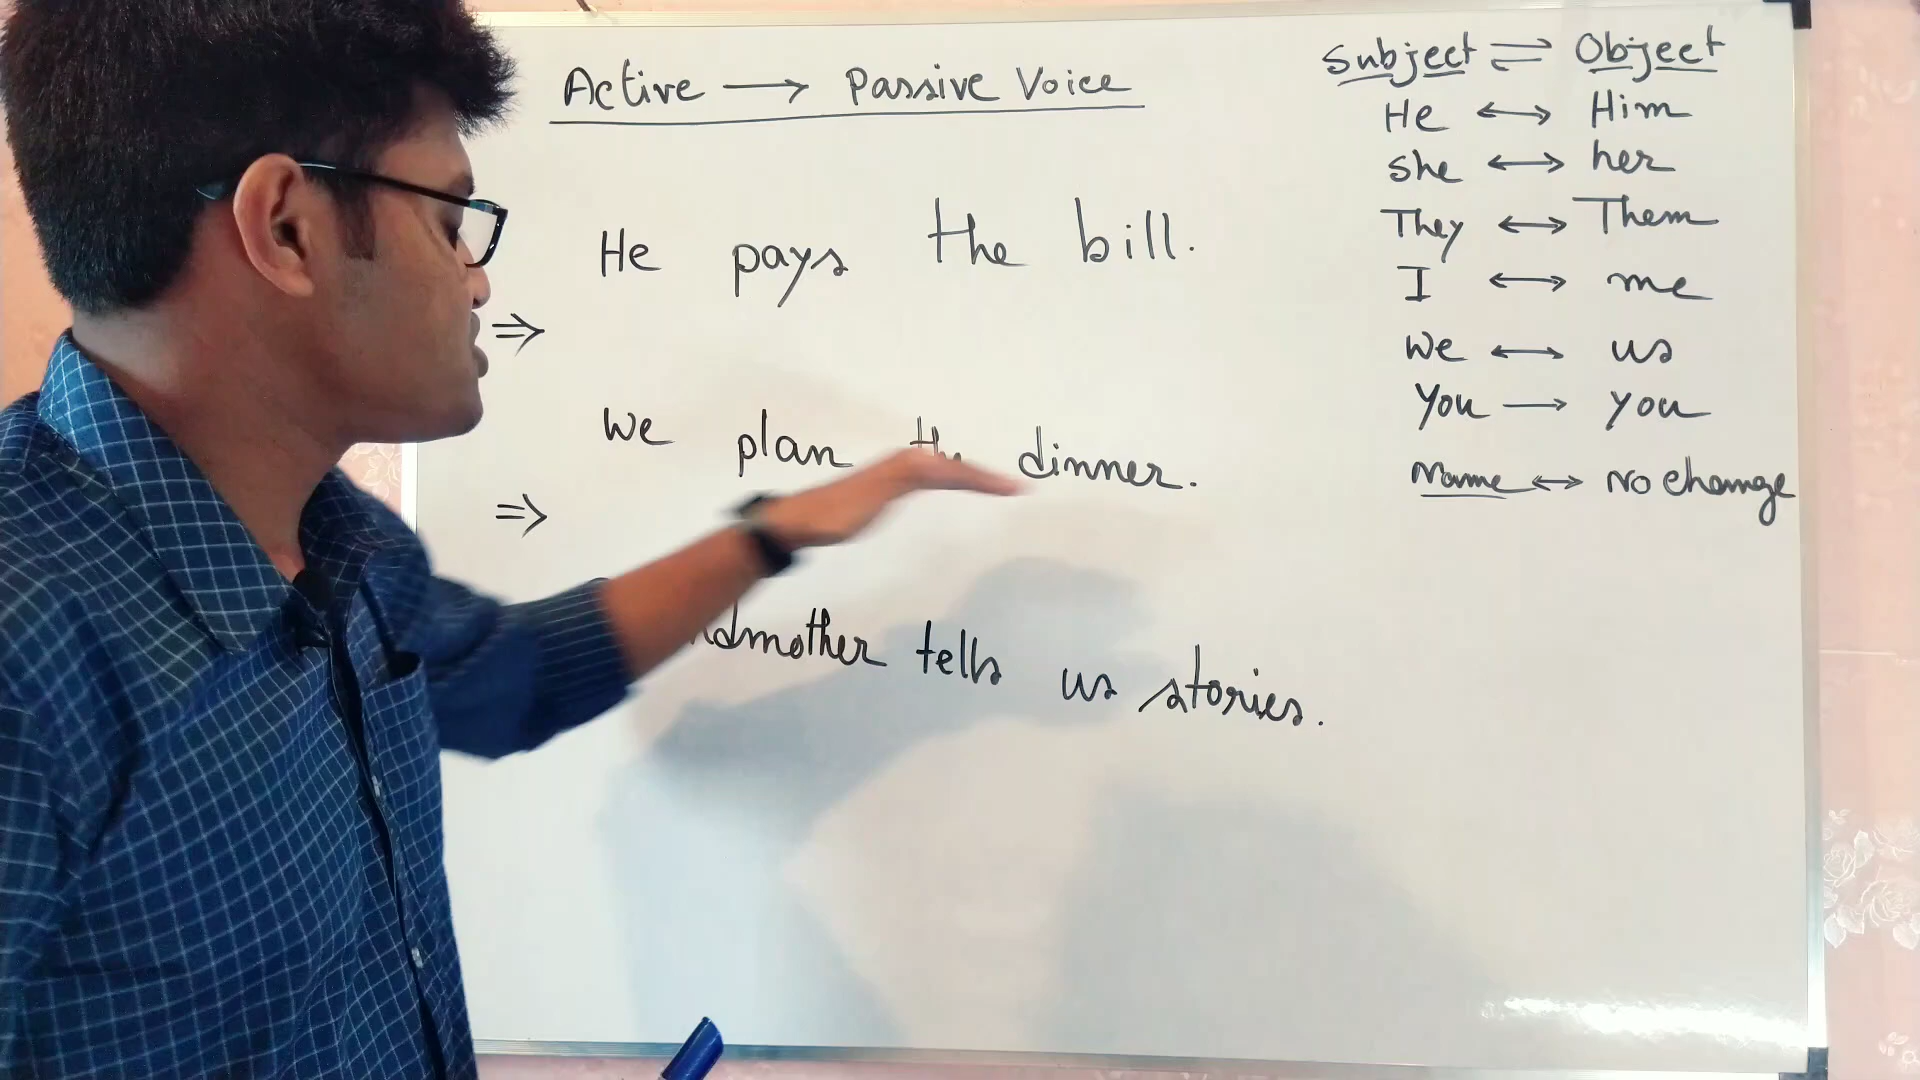 Active → Passive Voice
He pays the bill.
⇒
We plan the dinner.
⇒
ndmother tells us stories.
Subject ⇌ Object
He ↔ Him
she ↔ her
They ↔ Them
I ↔ me
We ↔ us
You → you
Name ↔ No change